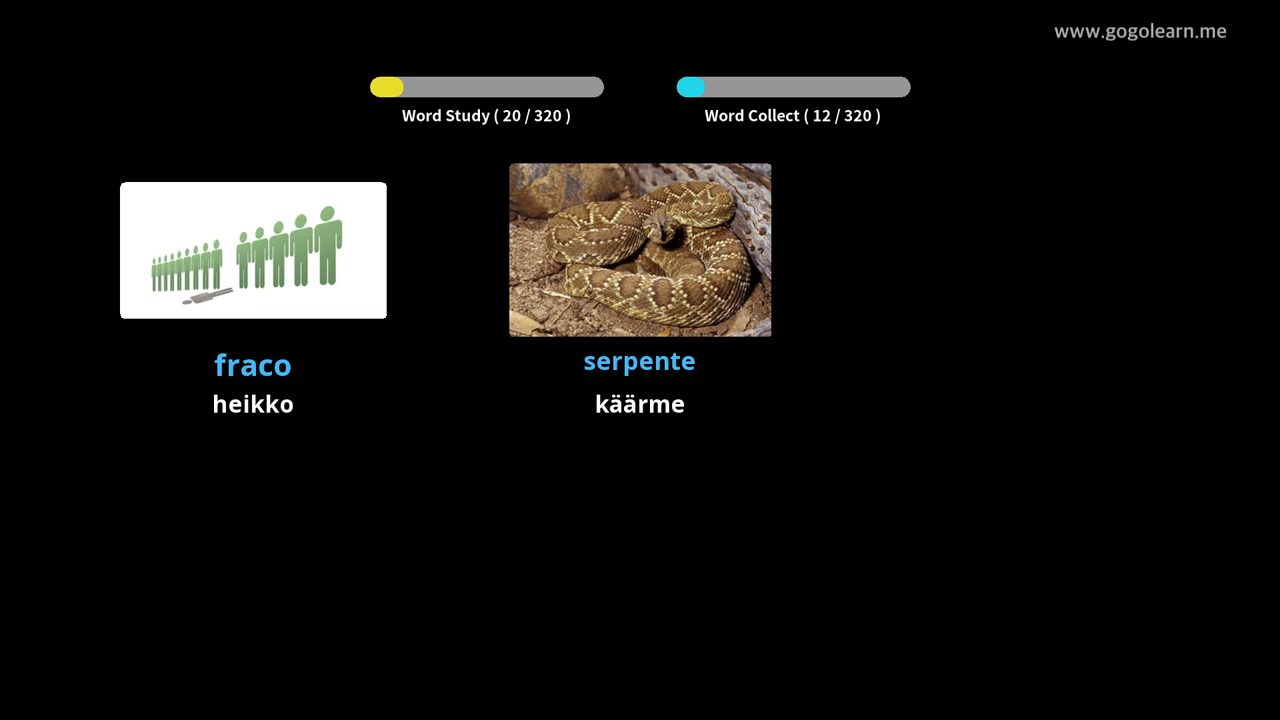 www.gogolearn.me
Word Study ( 20 / 320 )
Word Collect ( 12 / 320 )
fraco
heikko
serpente
käärme